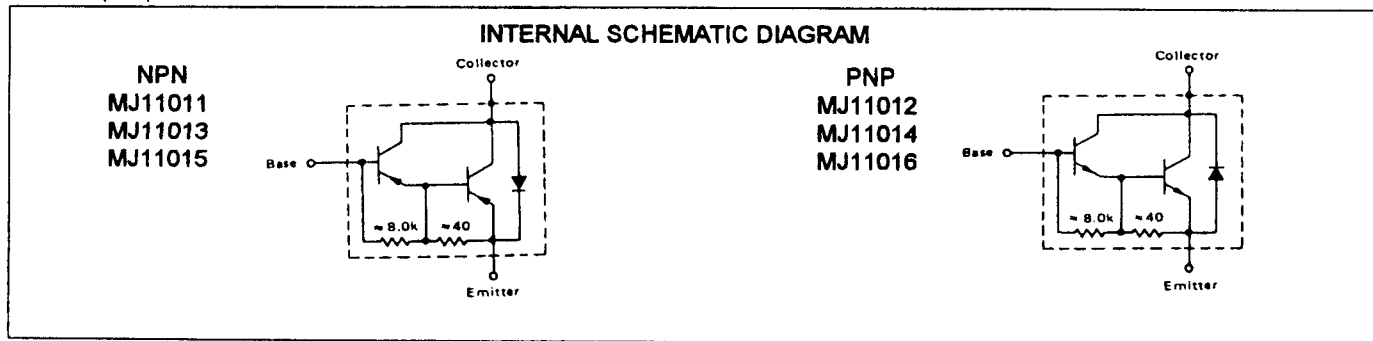 INTERNAL SCHEMATIC DIAGRAM
NPN
MJ11011
MJ11013
MJ11015
Collector
Base
≈ 8.0k
≈ 40
Emitter
PNP
MJ11012
MJ11014
MJ11016
Collector
Base
≈ 8.0k
≈ 40
Emitter